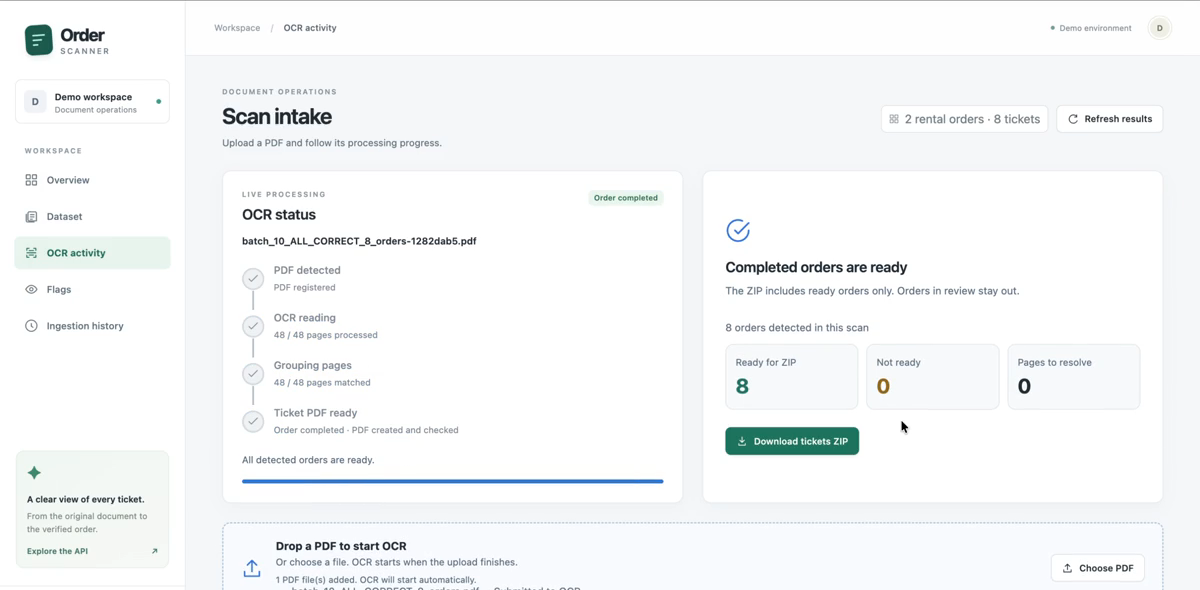 Order
SCANNER
D
Demo workspace
Document operations
WORKSPACE
Overview
Dataset
OCR activity
Flags
Ingestion history
A clear view of every ticket.
From the original document to
the verified order.
Explore the API
Workspace / OCR activity
Demo environment
D
DOCUMENT OPERATIONS
Scan intake
Upload a PDF and follow its processing progress.
2 rental orders · 8 tickets
Refresh results
LIVE PROCESSING
Order completed
OCR status
batch_10_ALL_CORRECT_8_orders-1282dab5.pdf
PDF detected
PDF registered
OCR reading
48 / 48 pages processed
Grouping pages
48 / 48 pages matched
Ticket PDF ready
Order completed · PDF created and checked
All detected orders are ready.
Completed orders are ready
The ZIP includes ready orders only. Orders in review stay out.
8 orders detected in this scan
Ready for ZIP
8
Not ready
0
Pages to resolve
0
Download tickets ZIP
Drop a PDF to start OCR
Or choose a file. OCR starts when the upload finishes.
1 PDF file(s) added. OCR will start automatically.
Choose PDF